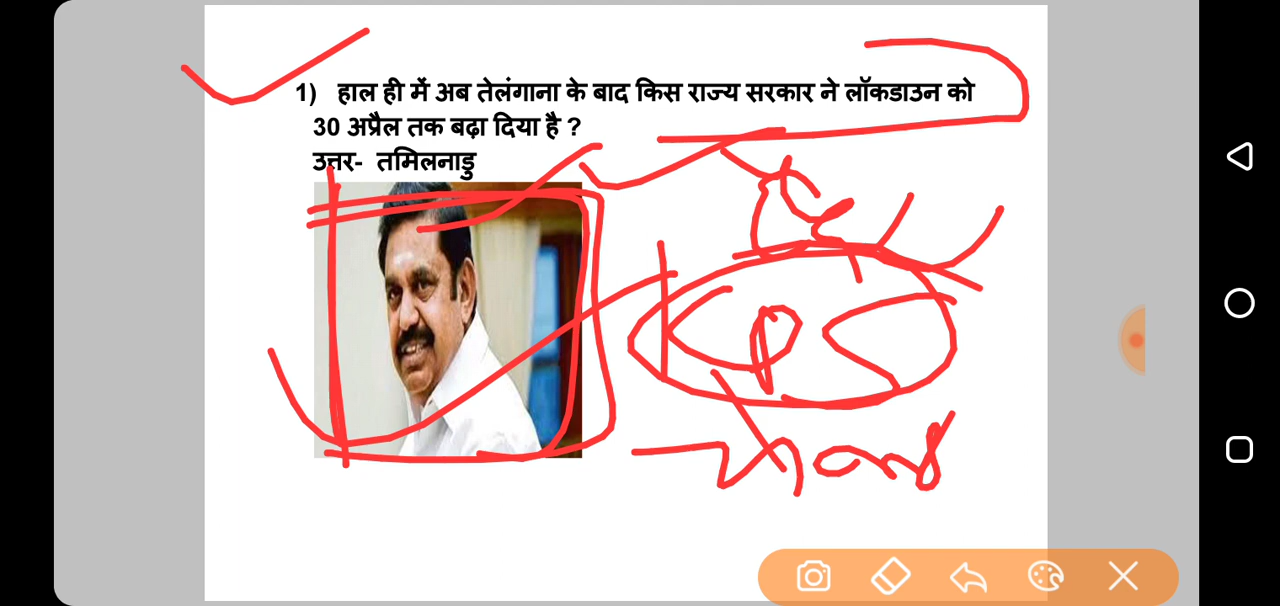 1) हाल ही में अब तेलंगाना के बाद किस राज्य सरकार ने लॉकडाउन को
30 अप्रैल तक बढ़ा दिया है ?
उत्तर- तमिलनाडु